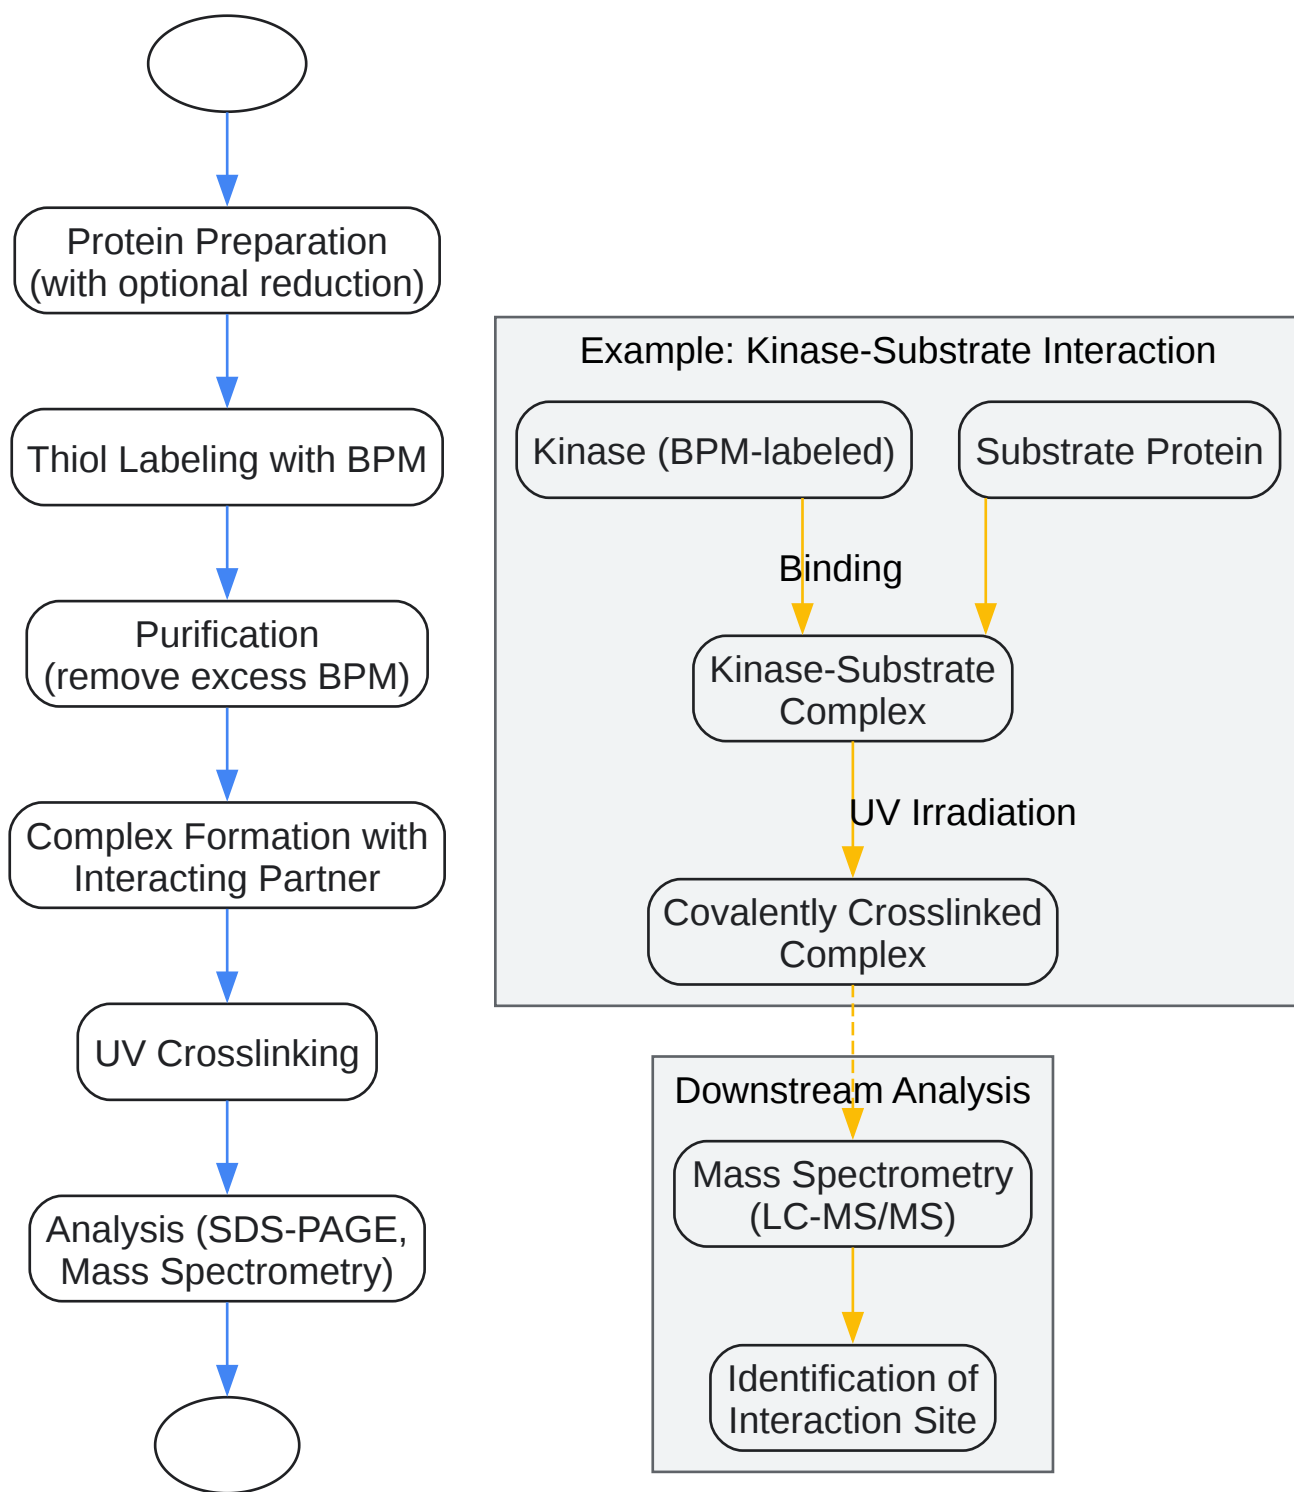 Protein Preparation
(with optional reduction)
Thiol Labeling with BPM
Purification
(remove excess BPM)
Complex Formation with
Interacting Partner
UV Crosslinking
Analysis (SDS-PAGE,
Mass Spectrometry)
Example: Kinase-Substrate Interaction
Kinase (BPM-labeled)
Substrate Protein
Binding
Kinase-Substrate
Complex
UV Irradiation
Covalently Crosslinked
Complex
Downstream Analysis
Mass Spectrometry
(LC-MS/MS)
Identification of
Interaction Site